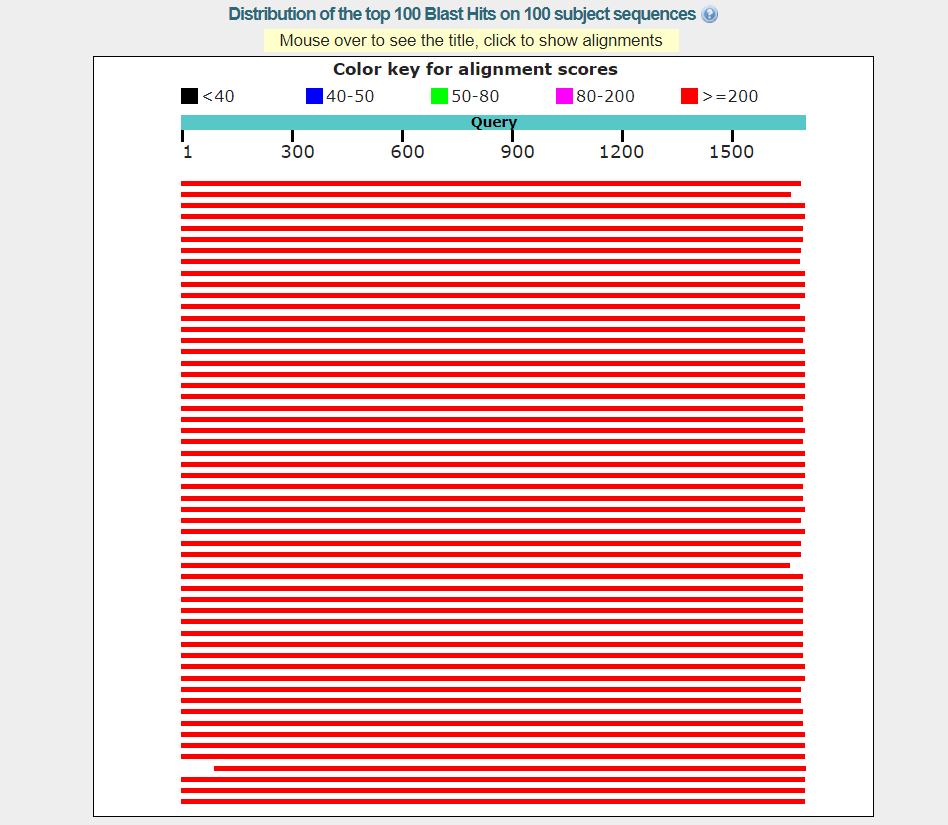 Distribution of the top 100 Blast Hits on 100 subject sequences ?
Mouse over to see the title, click to show alignments
Color key for alignment scores
<40 40-50 50-80 80-200 >=200
Query
1 300 600 900 1200 1500